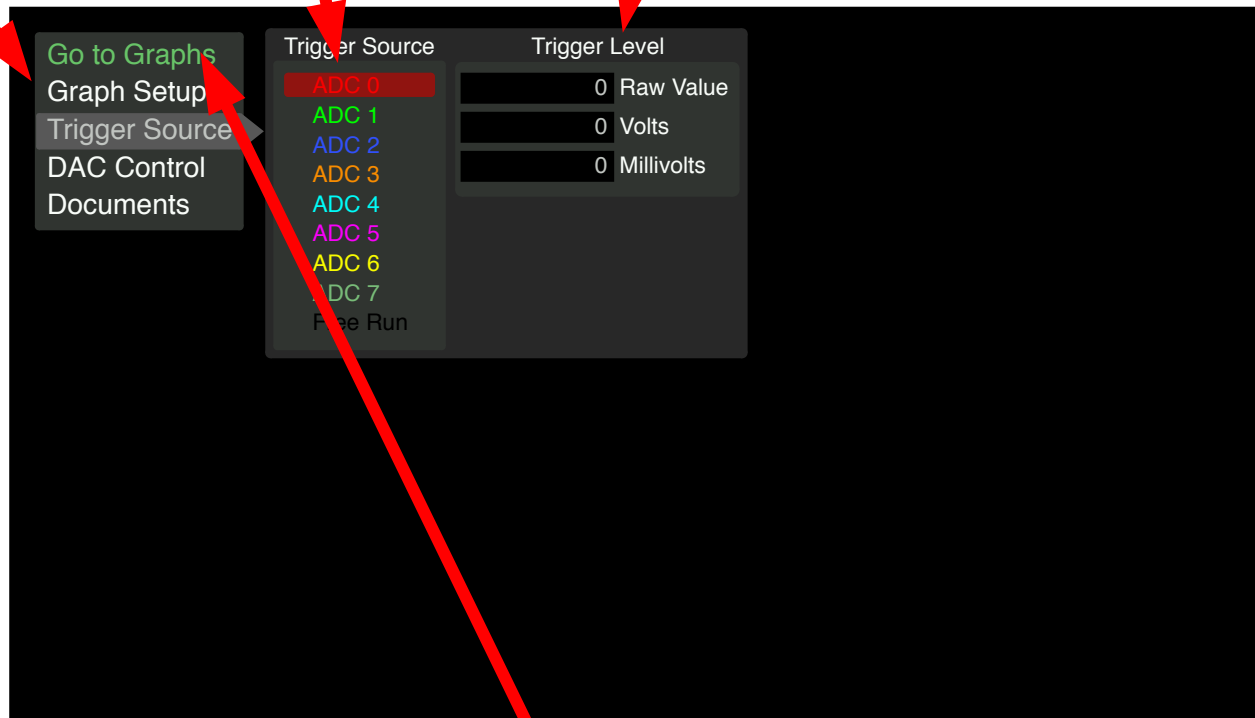 Go to Graphs
Graph Setup
Trigger Source
DAC Control
Documents
Trigger Source
ADC 0
ADC 1
ADC 2
ADC 3
ADC 4
ADC 5
ADC 6
ADC 7
Free Run
Trigger Level
0 Raw Value
0 Volts
0 Millivolts